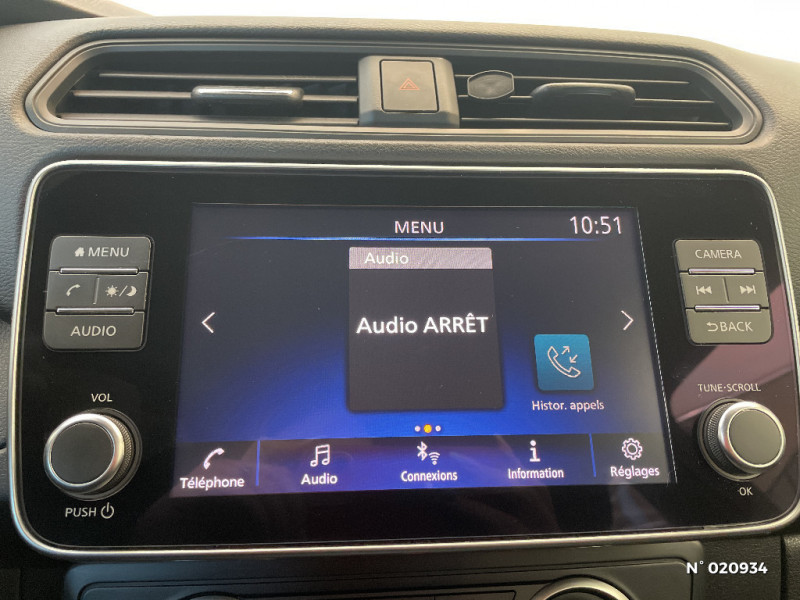 MENU
10:51
MENU
AUDIO
Audio
Audio ARRÊT
Histor. appels
CAMERA
BACK
VOL
PUSH
TUNE·SCROLL
OK
Téléphone
Audio
Connexions
Information
Réglages
N° 020934